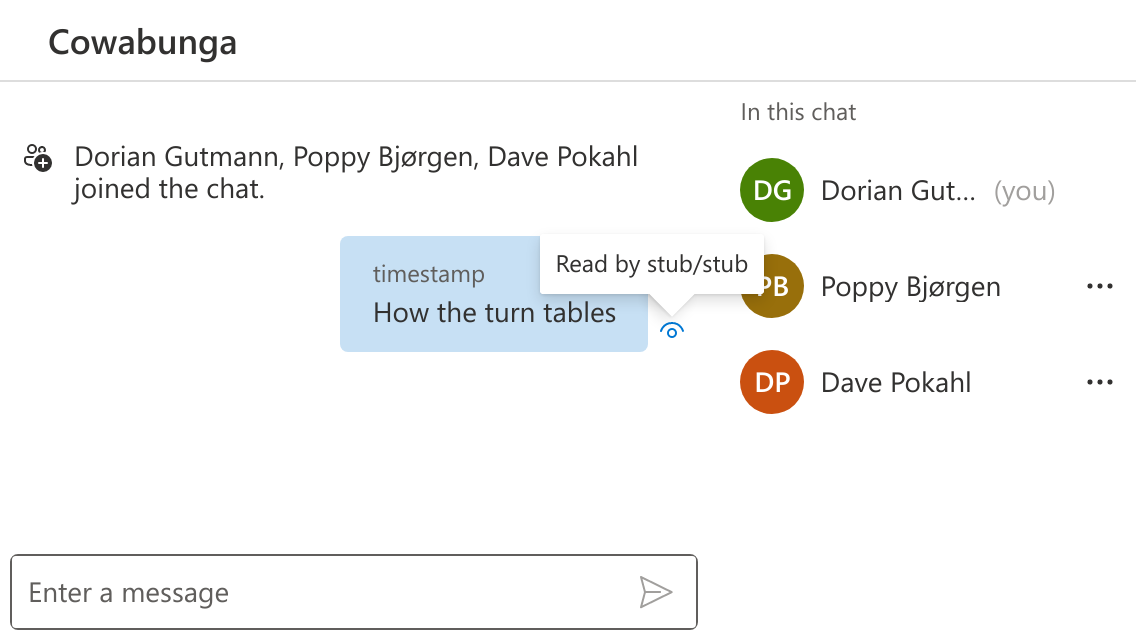 Cowabunga
In this chat
Dorian Gutmann, Poppy Bjørgen, Dave Pokahl
joined the chat.
DG Dorian Gut... (you)
timestamp
Read by stub/stub
How the turn tables
PB Poppy Bjørgen
DP Dave Pokahl
Enter a message